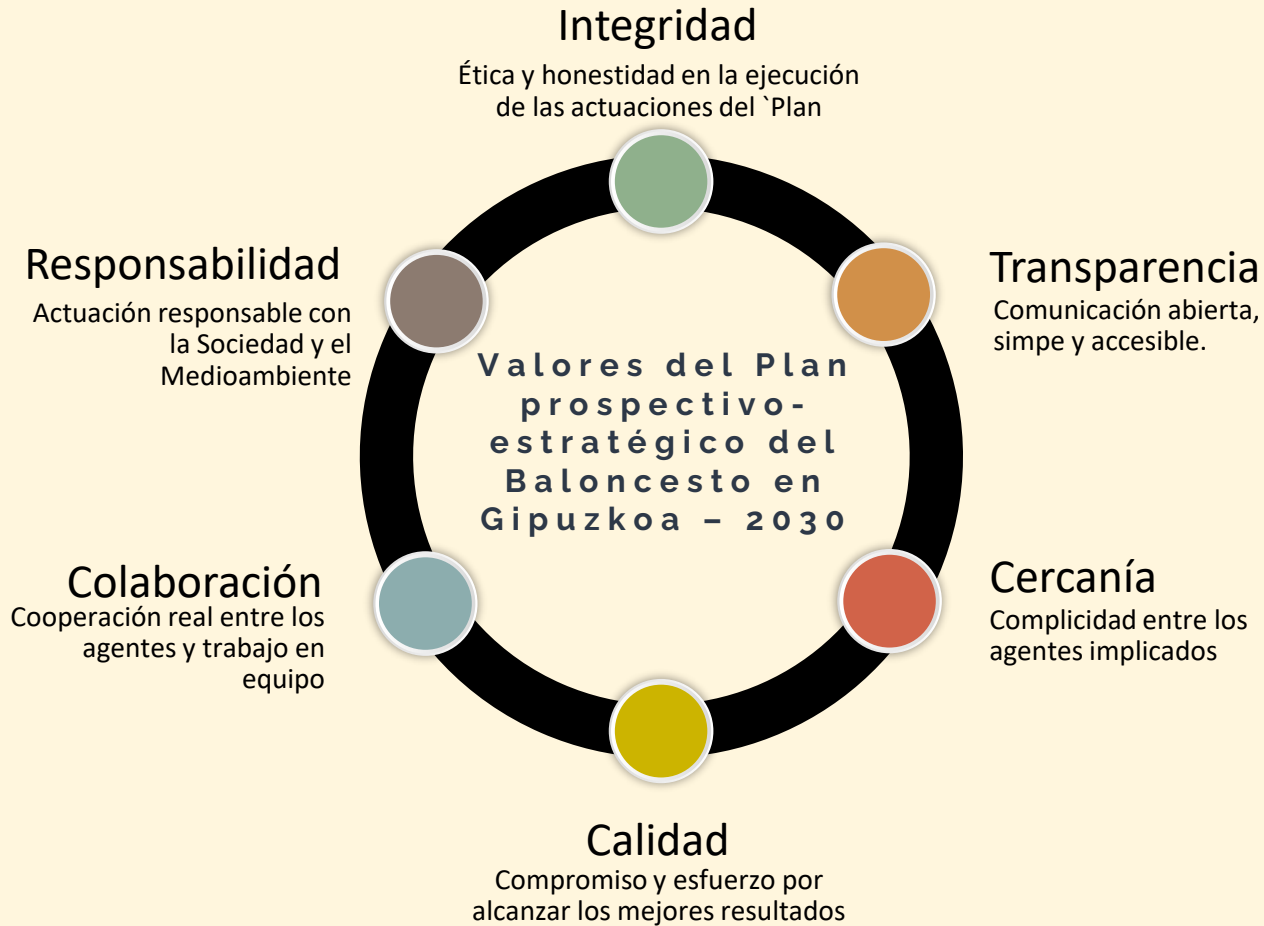 Integridad
Ética y honestidad en la ejecución
de las actuaciones del `Plan
Responsabilidad
Actuación responsable con
la Sociedad y el
Medioambiente
Transparencia
Comunicación abierta,
simpe y accesible.
Valores del Plan
prospectivo-
estratégico del
Baloncesto en
Gipuzkoa – 2030
Colaboración
Cooperación real entre los
agentes y trabajo en
equipo
Cercanía
Complicidad entre los
agentes implicados
Calidad
Compromiso y esfuerzo por
alcanzar los mejores resultados